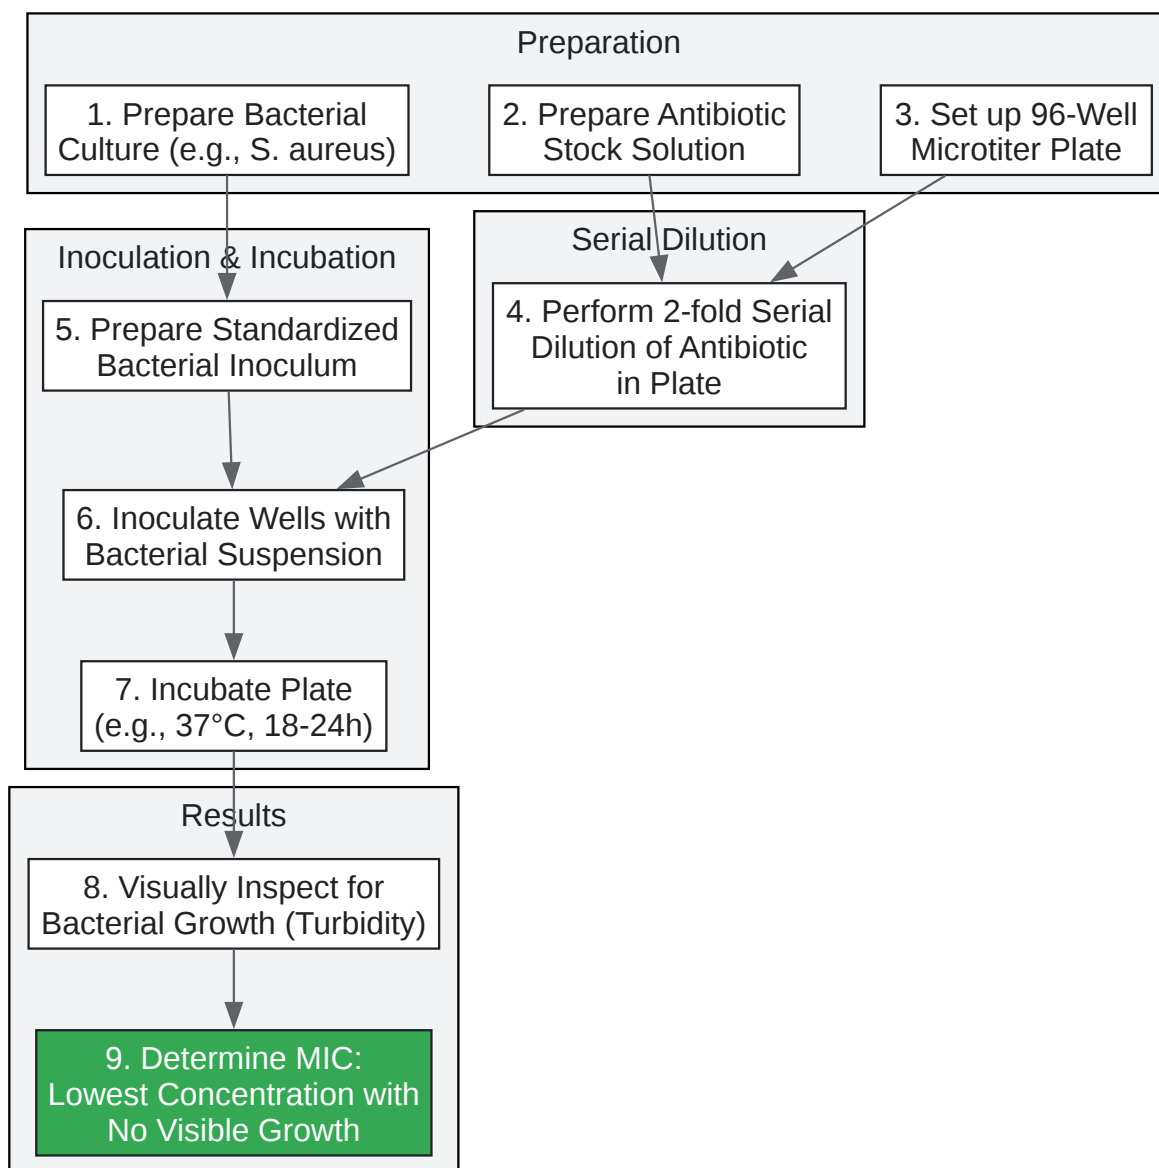 Preparation
1. Prepare Bacterial
Culture (e.g., S. aureus)
2. Prepare Antibiotic
Stock Solution
3. Set up 96-Well
Microtiter Plate
Serial Dilution
4. Perform 2-fold Serial
Dilution of Antibiotic
in Plate
Inoculation & Incubation
5. Prepare Standardized
Bacterial Inoculum
6. Inoculate Wells with
Bacterial Suspension
7. Incubate Plate
(e.g., 37°C, 18-24h)
Results
8. Visually Inspect for
Bacterial Growth (Turbidity)
9. Determine MIC:
Lowest Concentration with
No Visible Growth